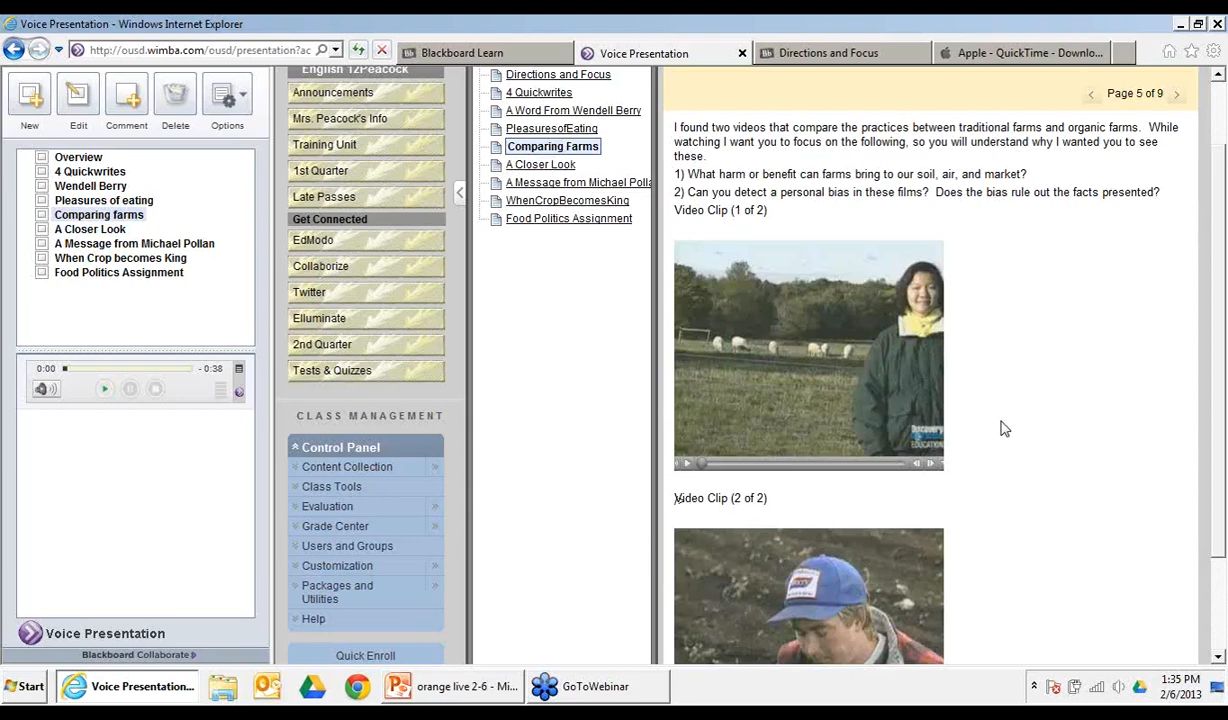 Voice Presentation - Windows Internet Explorer
http://ousd.wimba.com/ousd/presentation?ac
Blackboard Learn
Voice Presentation
Directions and Focus
Apple - QuickTime - Downlo...
New
Edit
Comment
Delete
Options
Overview
4 Quickwrites
Wendell Berry
Pleasures of eating
Comparing farms
A Closer Look
A Message from Michael Pollan
When Crop becomes King
Food Politics Assignment
0:00
- 0:38
Voice Presentation
Blackboard Collaborate
English 12Peacock
Announcements
Mrs. Peacock's Info
Training Unit
1st Quarter
Late Passes
Get Connected
EdModo
Collaborize
Twitter
Elluminate
2nd Quarter
Tests & Quizzes
CLASS MANAGEMENT
Control Panel
Content Collection
Class Tools
Evaluation
Grade Center
Users and Groups
Customization
Packages and
Utilities
Help
Quick Enroll
Directions and Focus
4 Quickwrites
A Word From Wendell Berry
PleasuresofEating
Comparing Farms
A Closer Look
A Message from Michael Polla
WhenCropBecomesKing
Food Politics Assignment
Page 5 of 9
I found two videos that compare the practices between traditional farms and organic farms. While
watching I want you to focus on the following, so you will understand why I wanted you to see
these.
1) What harm or benefit can farms bring to our soil, air, and market?
2) Can you detect a personal bias in these films? Does the bias rule out the facts presented?
Video Clip (1 of 2)
Discovery
EDUCATION
Video Clip (2 of 2)
Start
Voice Presentation...
orange live 2-6 - Mi...
GoToWebinar
1:35 PM
2/6/2013